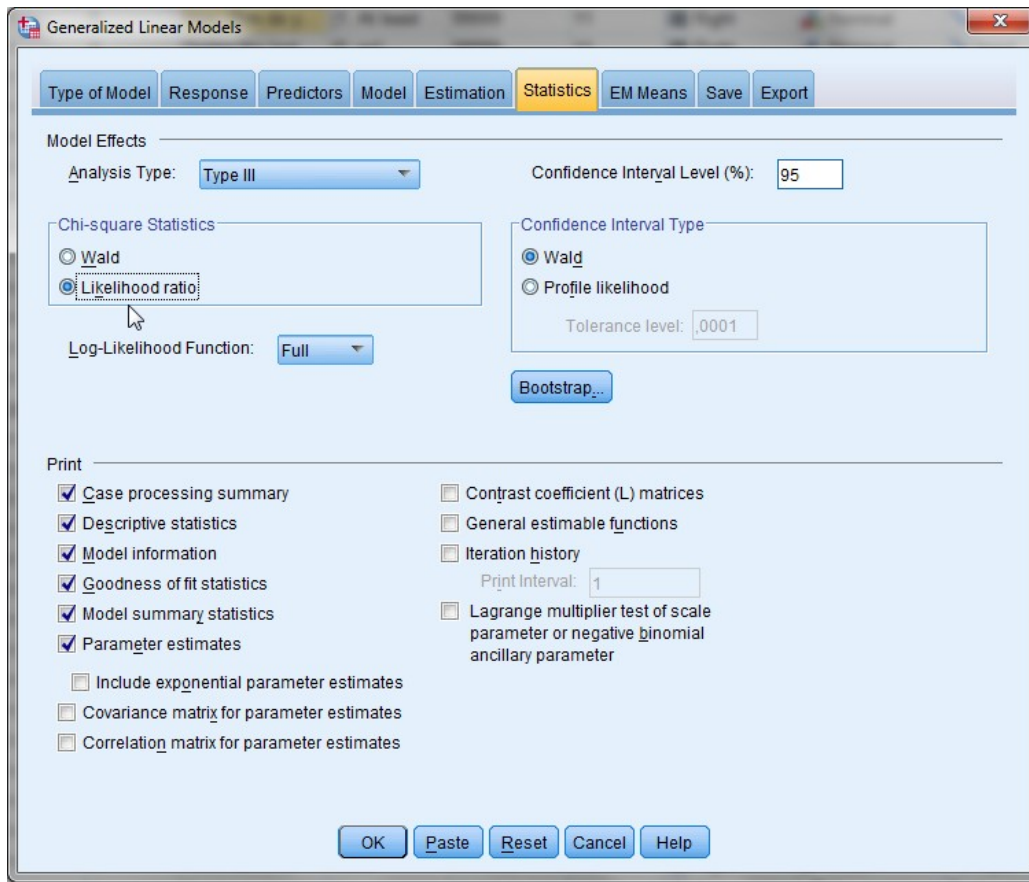 Generalized Linear Models
Type of Model Response Predictors Model Estimation Statistics EM Means Save Export
Model Effects
Analysis Type: Type III Confidence Interval Level (%): 95
Chi-square Statistics
Wald
Likelihood ratio
Log-Likelihood Function: Full
Confidence Interval Type
Wald
Profile likelihood
Tolerance level: ,0001
Bootstrap...
Print
Case processing summary
Descriptive statistics
Model information
Goodness of fit statistics
Model summary statistics
Parameter estimates
Include exponential parameter estimates
Covariance matrix for parameter estimates
Correlation matrix for parameter estimates
Contrast coefficient (L) matrices
General estimable functions
Iteration history
Print Interval: 1
Lagrange multiplier test of scale
parameter or negative binomial
ancillary parameter
OK Paste Reset Cancel Help